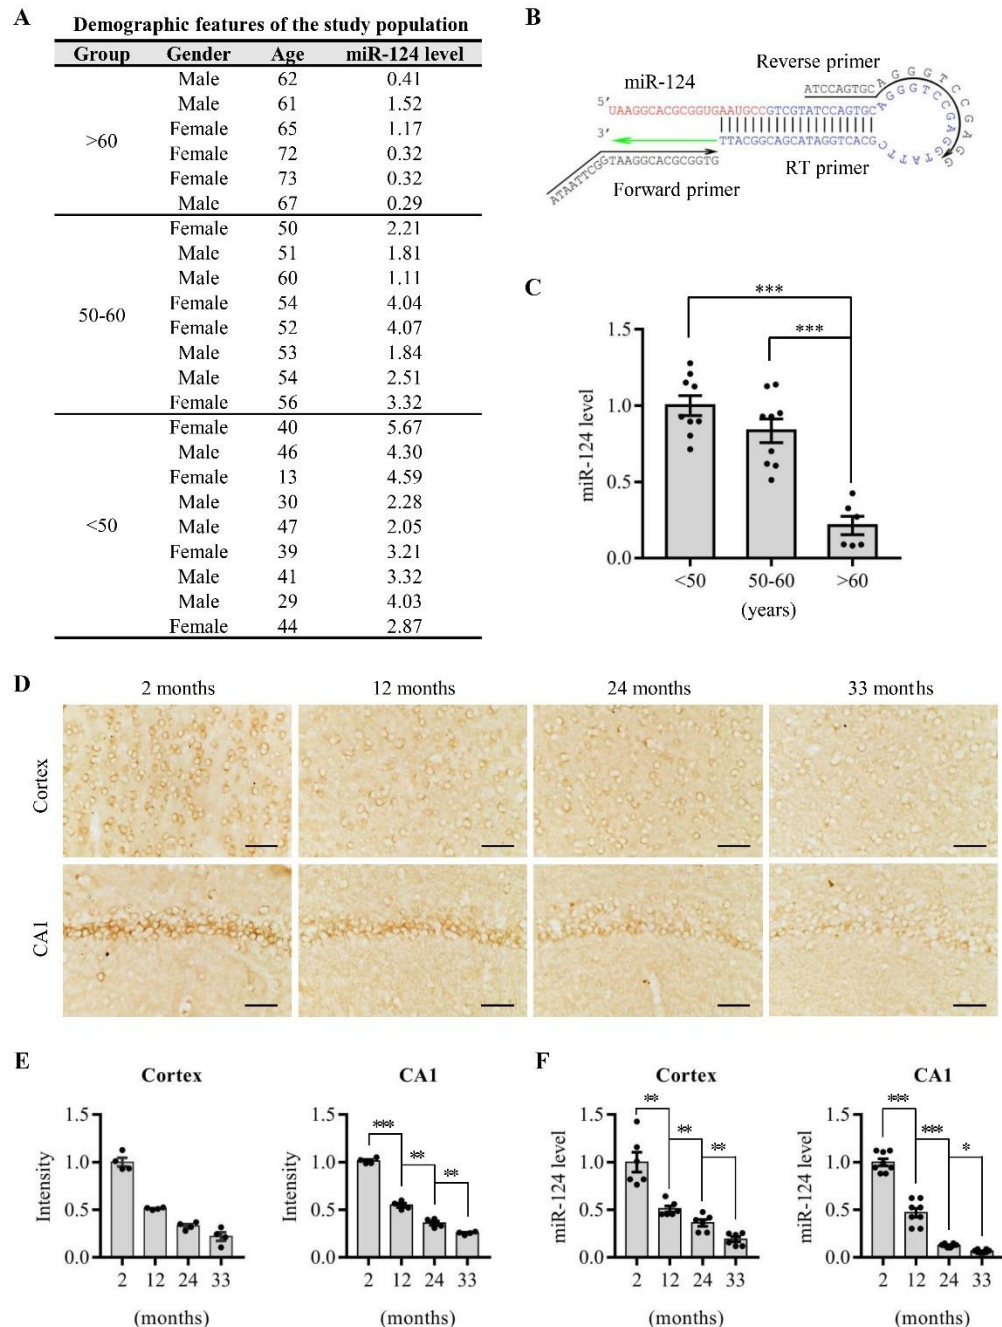 A
Demographic features of the study population
Group Gender Age miR-124 level
>60
Male 62 0.41
Male 61 1.52
Female 65 1.17
Female 72 0.32
Female 73 0.32
Male 67 0.29
50-60
Female 50 2.21
Male 51 1.81
Male 60 1.11
Female 54 4.04
Female 52 4.07
Male 53 1.84
Male 54 2.51
Female 56 3.32
<50
Female 40 5.67
Male 46 4.30
Female 13 4.59
Male 30 2.28
Male 47 2.05
Female 39 3.21
Male 41 3.32
Male 29 4.03
Female 44 2.87
B
Reverse primer
miR-124
ATCCAGTGCAGGGTCCGAGG
5′ UAAGGCACGCGGUGAAUGCCGTCGTATCCAGTGCAGGGTCCGAGGTATTC
3′ TTACGGCAGCATAGGTCACG
ATAATTCGGTAAGGCACGCGGTG
RT primer
Forward primer
C
***
***
miR-124 level
1.5
1.0
0.5
0.0
<50 50-60 >60
(years)
D
2 months 12 months 24 months 33 months
Cortex
CA1
E
Cortex
Intensity
1.5
1.0
0.5
0.0
2 12 24 33
(months)
CA1
*** ** **
Intensity
1.5
1.0
0.5
0.0
2 12 24 33
(months)
F
Cortex
** ** **
miR-124 level
1.5
1.0
0.5
0.0
2 12 24 33
(months)
CA1
*** *** *
miR-124 level
1.5
1.0
0.5
0.0
2 12 24 33
(months)